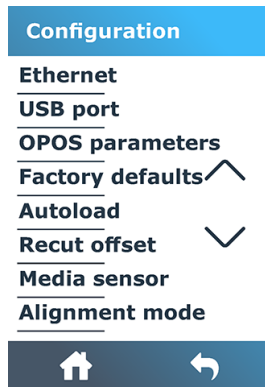 Configuration
Ethernet
USB port
OPOS parameters
Factory defaults
Autoload
Recut offset
Media sensor
Alignment mode